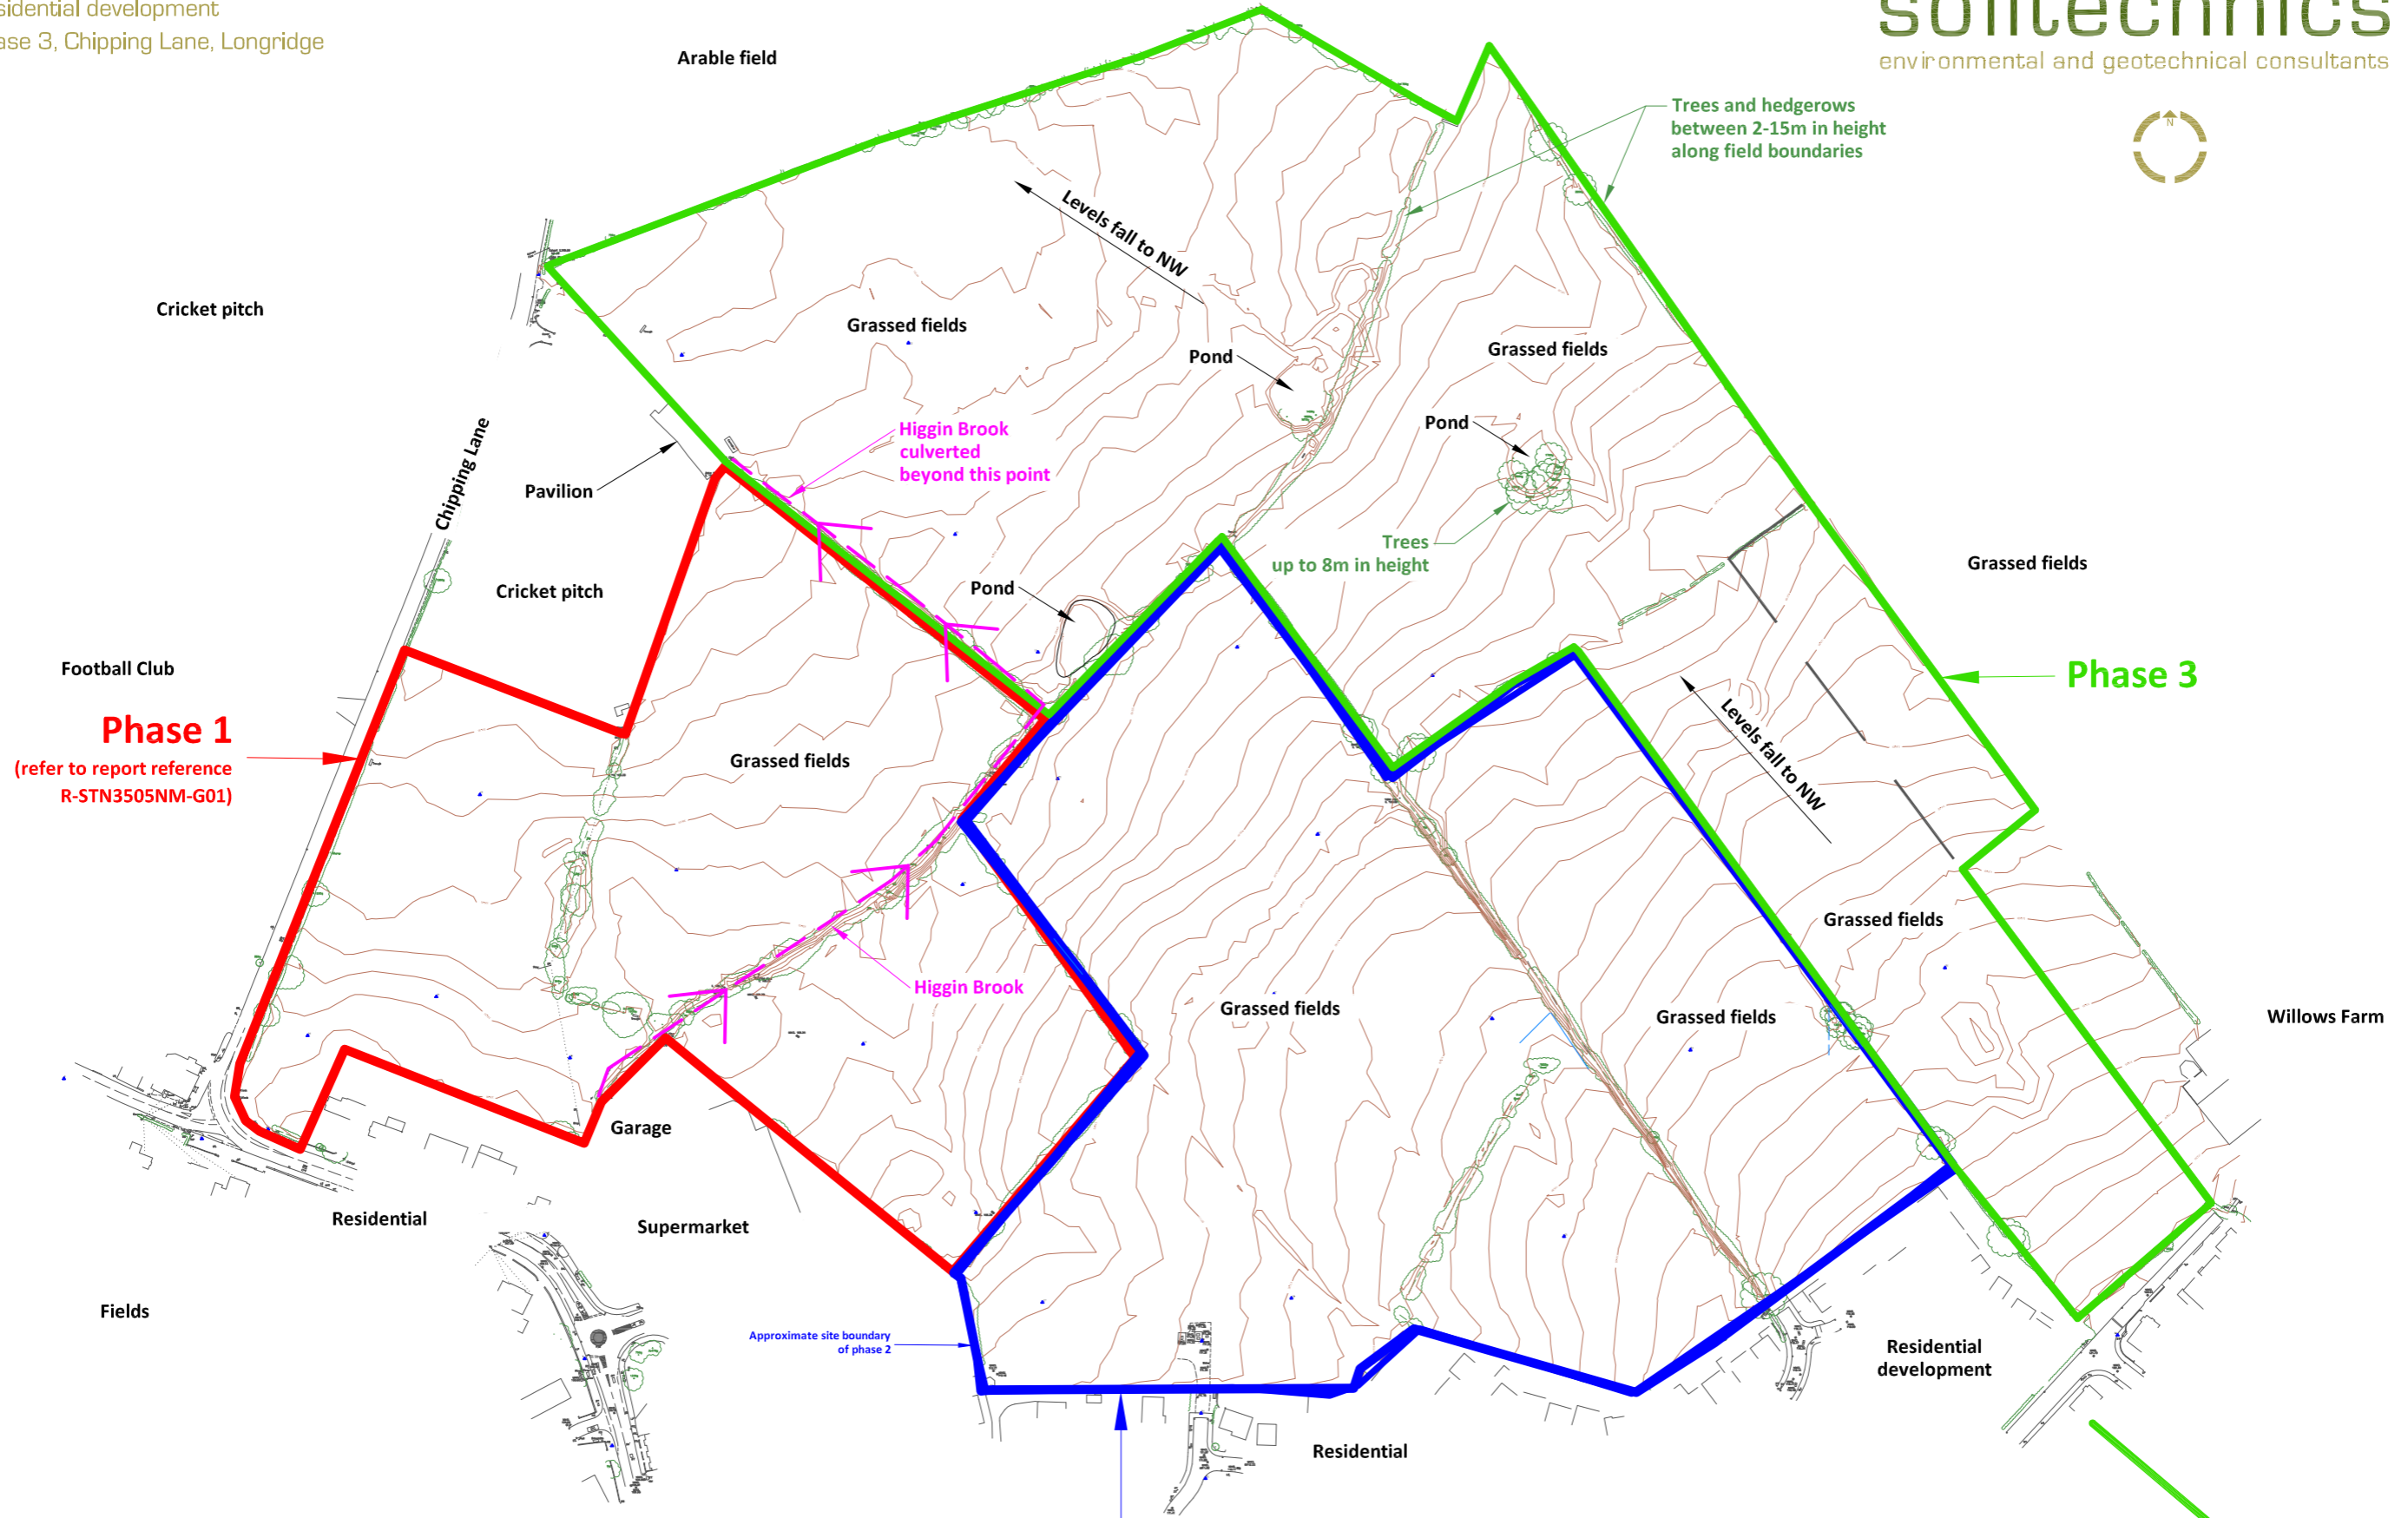 sidential development
ase 3, Chipping Lane, Longridge
soiltechnics
environmental and geotechnical consultants
N
Arable field
Trees and hedgerows
between 2-15m in height
along field boundaries
Levels fall to NW
Cricket pitch
Grassed fields
Pond
Grassed fields
Chipping Lane
Higgin Brook
culverted
beyond this point
Pond
Pavilion
Trees
up to 8m in height
Grassed fields
Cricket pitch
Pond
Football Club
Phase 3
Phase 1
(refer to report reference
R-STN3505NM-G01)
Grassed fields
Levels fall to NW
Grassed fields
Higgin Brook
Grassed fields
Grassed fields
Willows Farm
Garage
Residential
Supermarket
Fields
Approximate site boundary
of phase 2
Residential
development
Residential